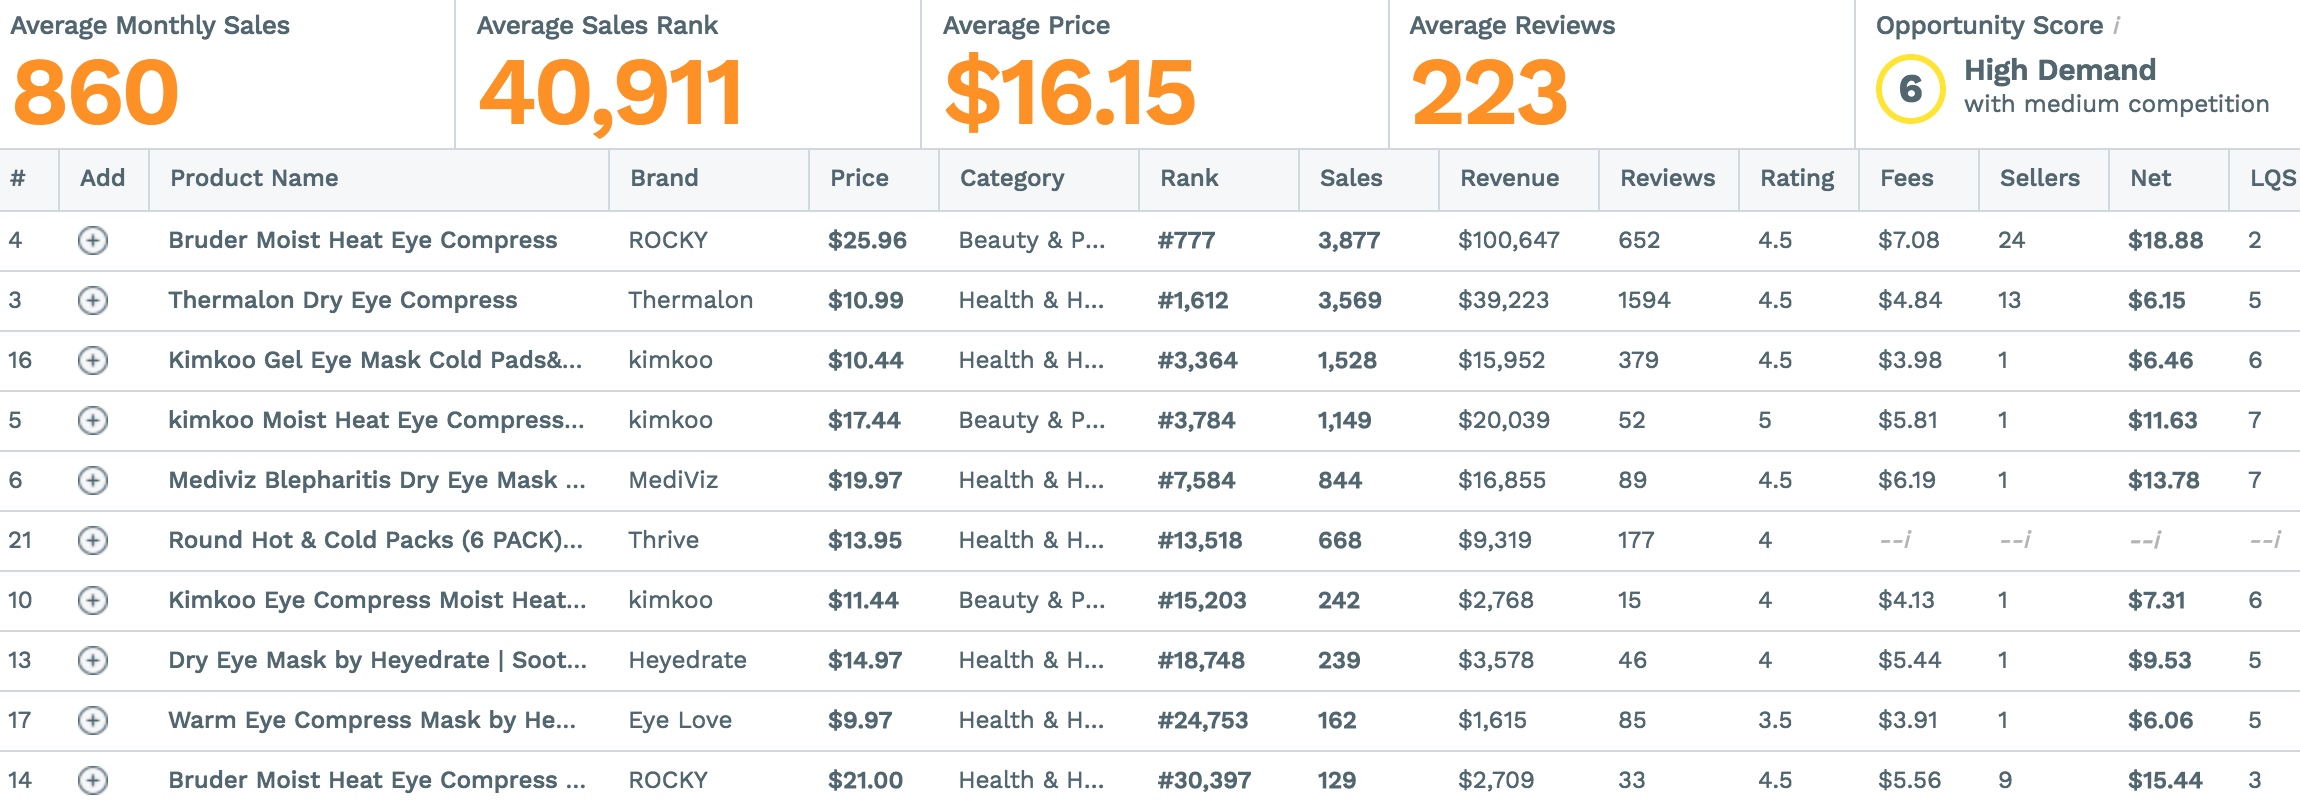 Average Monthly Sales Average Sales Rank Average Price Average Reviews Opportunity Score i
860 40,911 $16.15 223 6 High Demand
with medium competition
# Add Product Name Brand Price Category Rank Sales Revenue Reviews Rating Fees Sellers Net LQS
4 Bruder Moist Heat Eye Compress ROCKY $25.96 Beauty & P... #777 3,877 $100,647 652 4.5 $7.08 24 $18.88 2
3 Thermalon Dry Eye Compress Thermalon $10.99 Health & H... #1,612 3,569 $39,223 1594 4.5 $4.84 13 $6.15 5
16 Kimkoo Gel Eye Mask Cold Pads&... kimkoo $10.44 Health & H... #3,364 1,528 $15,952 379 4.5 $3.98 1 $6.46 6
5 kimkoo Moist Heat Eye Compress... kimkoo $17.44 Beauty & P... #3,784 1,149 $20,039 52 5 $5.81 1 $11.63 7
6 Mediviz Blepharitis Dry Eye Mask ... MediViz $19.97 Health & H... #7,584 844 $16,855 89 4.5 $6.19 1 $13.78 7
21 Round Hot & Cold Packs (6 PACK)... Thrive $13.95 Health & H... #13,518 668 $9,319 177 4 --i --i --i --i
10 Kimkoo Eye Compress Moist Heat... kimkoo $11.44 Beauty & P... #15,203 242 $2,768 15 4 $4.13 1 $7.31 6
13 Dry Eye Mask by Heyedrate | Soot... Heyedrate $14.97 Health & H... #18,748 239 $3,578 46 4 $5.44 1 $9.53 5
17 Warm Eye Compress Mask by He... Eye Love $9.97 Health & H... #24,753 162 $1,615 85 3.5 $3.91 1 $6.06 5
14 Bruder Moist Heat Eye Compress ... ROCKY $21.00 Health & H... #30,397 129 $2,709 33 4.5 $5.56 9 $15.44 3